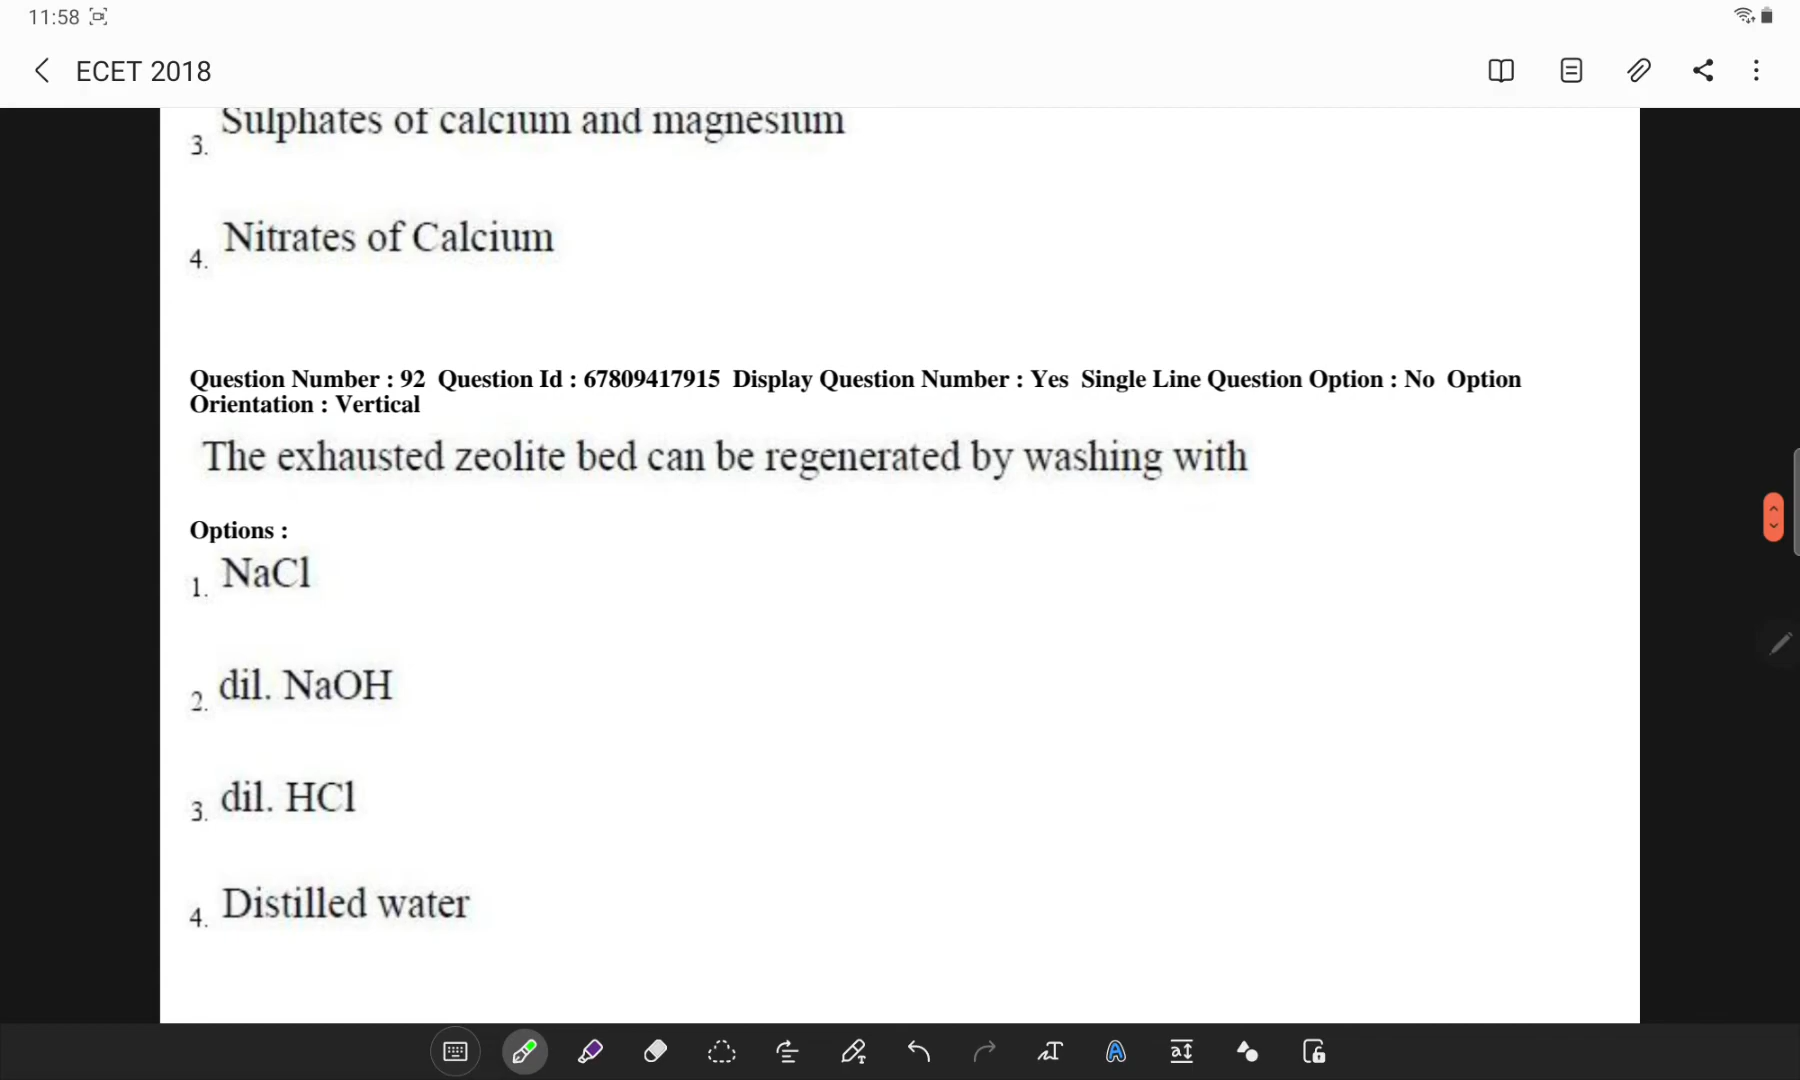 11:58
ECET 2018
Sulphates of calcium and magnesium
3.
Nitrates of Calcium
4.
Question Number : 92 Question Id : 67809417915 Display Question Number : Yes Single Line Question Option : No Option
Orientation : Vertical
The exhausted zeolite bed can be regenerated by washing with
Options :
1. NaCl
2. dil. NaOH
3. dil. HCl
4. Distilled water